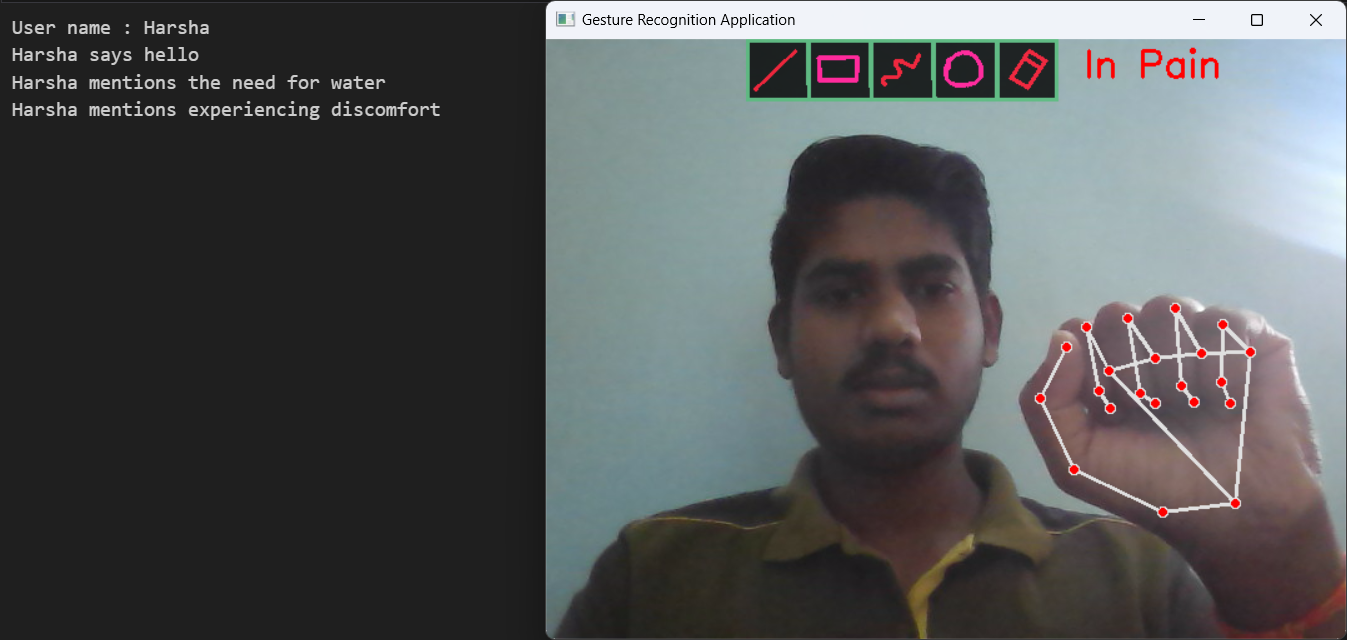 User name : Harsha
Harsha says hello
Harsha mentions the need for water
Harsha mentions experiencing discomfort
Gesture Recognition Application
In Pain